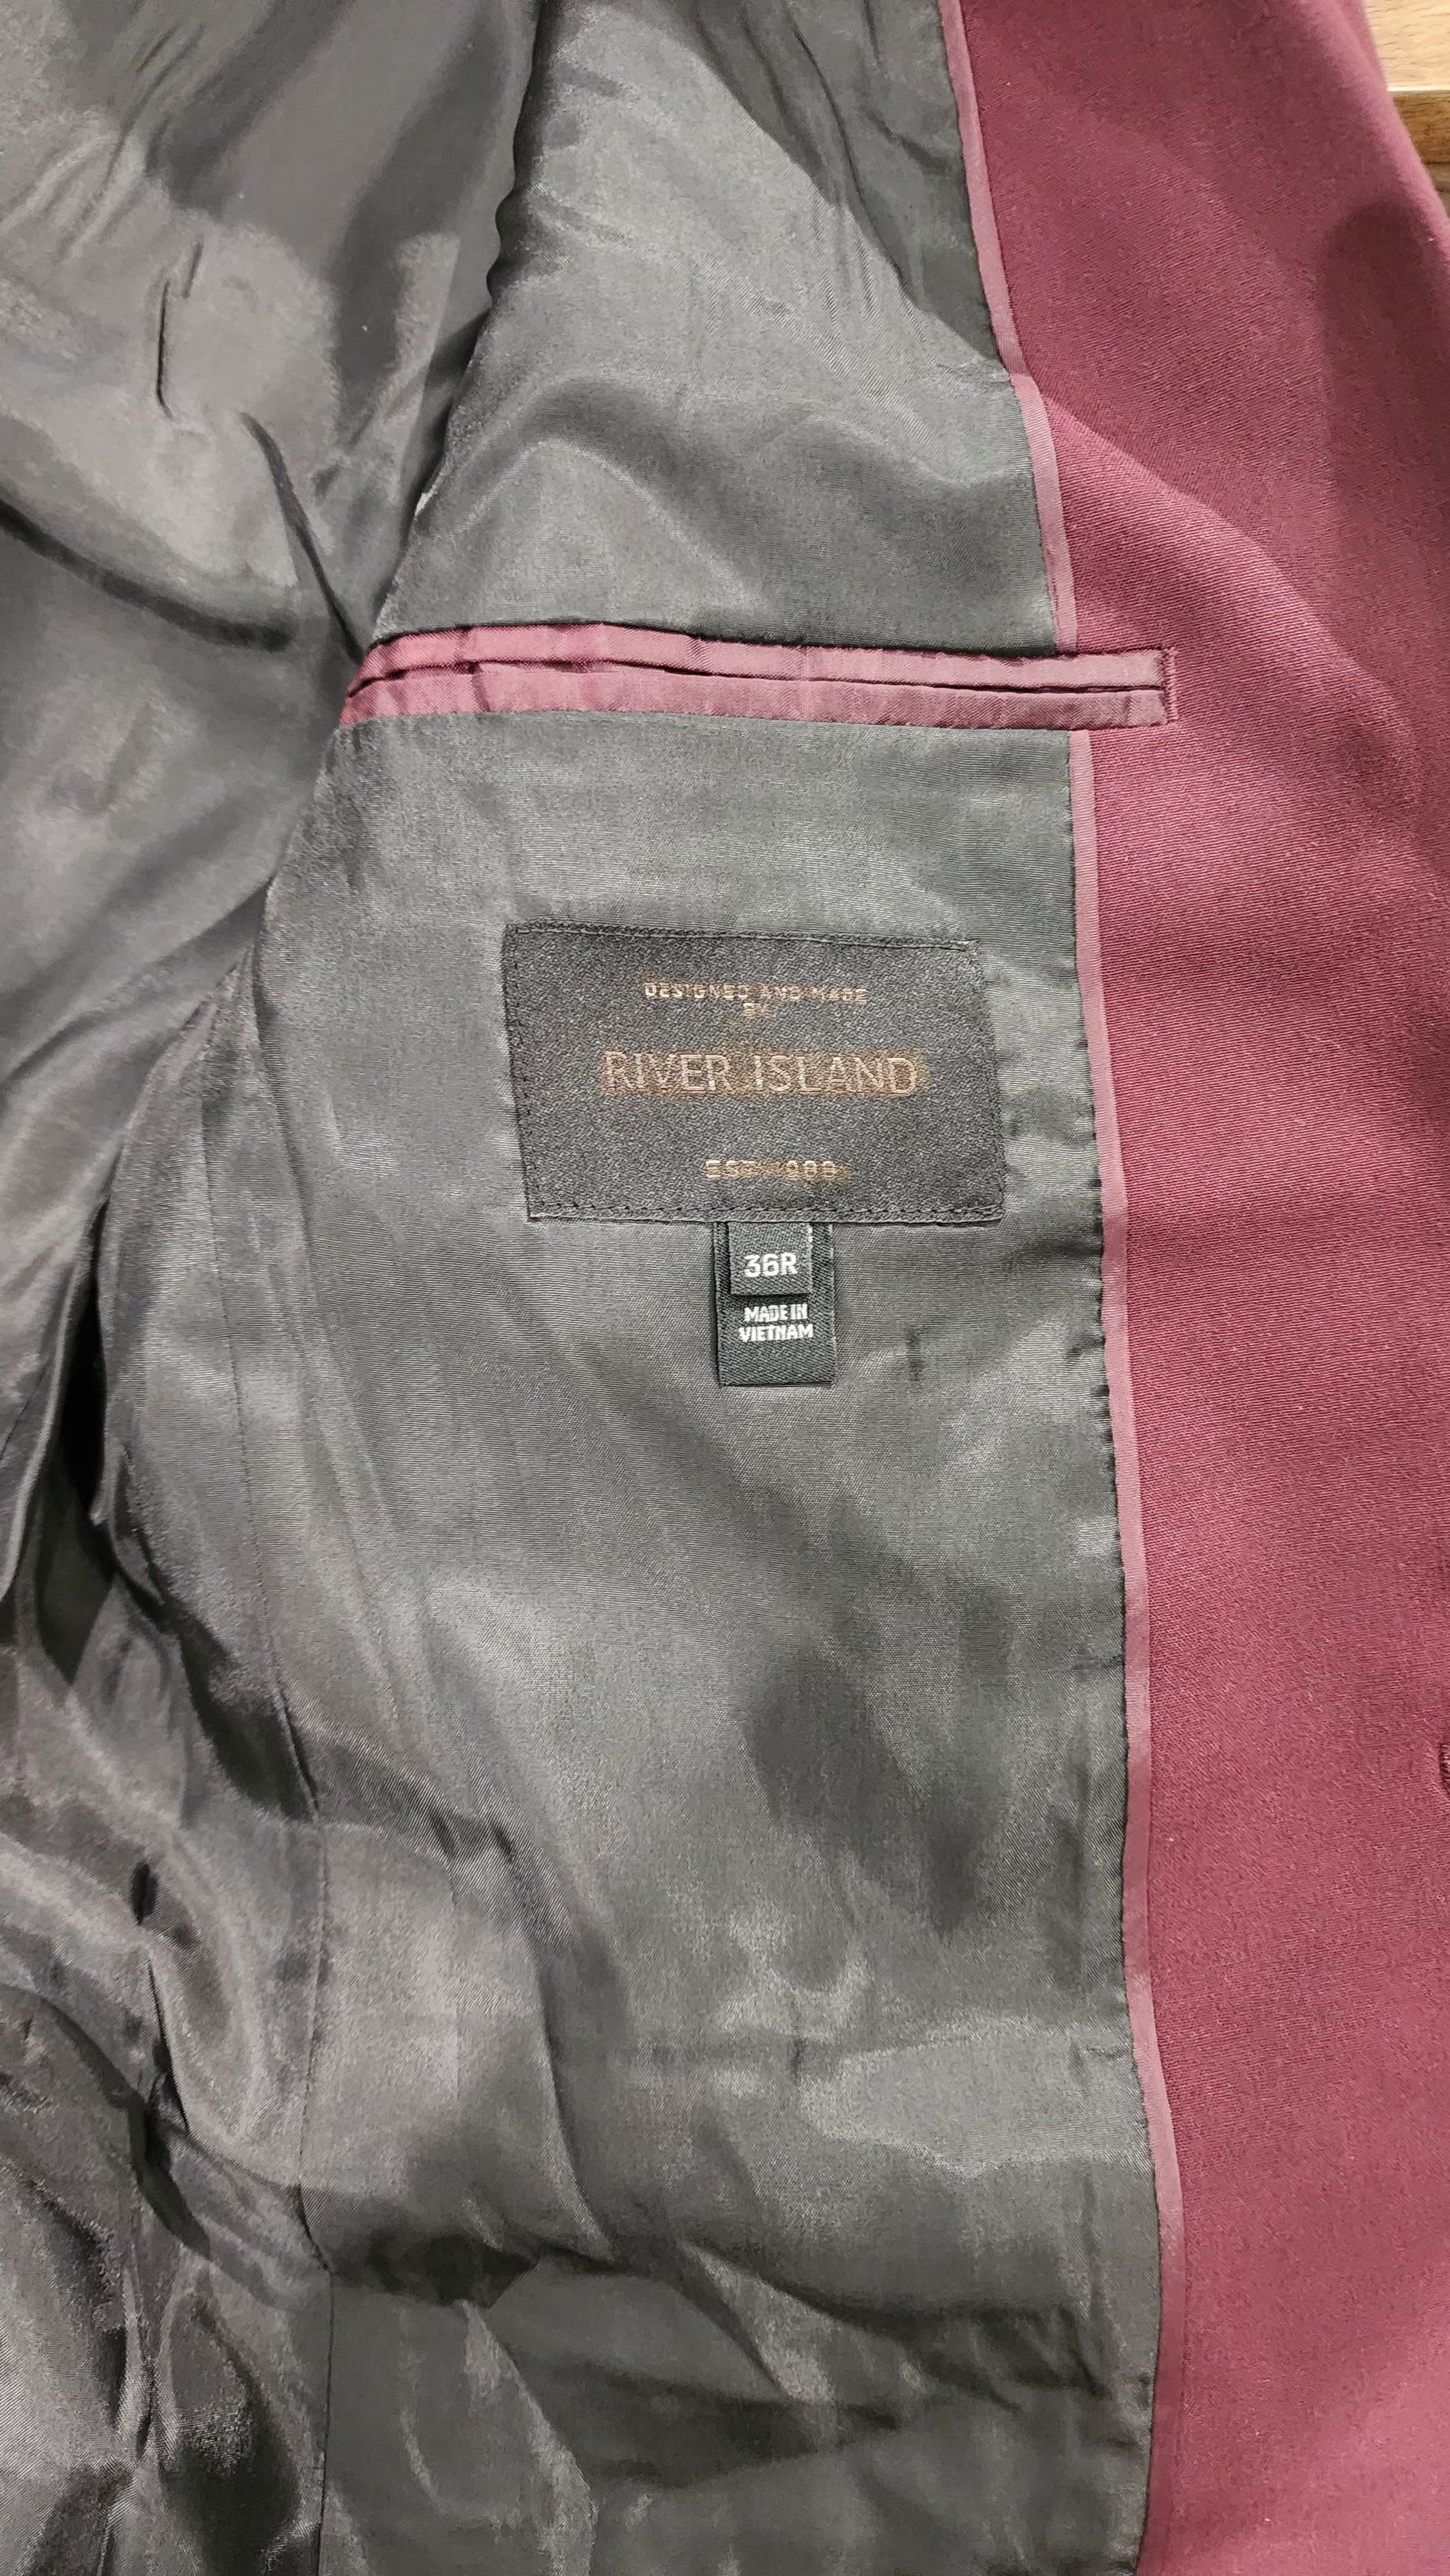 DESIGNED AND MADE
BY
RIVER ISLAND
36R
MADE IN
VIETNAM